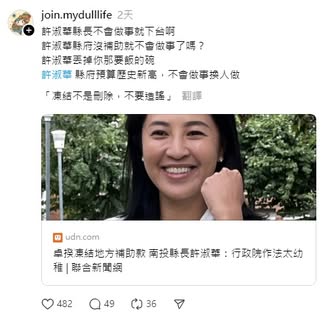 join.mydulllife 2天
許淑華縣長不會做事就下台啊
許淑華縣府沒補助就不會做事了嗎？
許淑華丟掉你那要飯的碗
許淑華 縣府預算歷史新高，不會做事換人做
「凍結不是刪除，不要造謠」 翻譯
udn.com
卓揆凍結地方補助款 南投縣長許淑華：行政院作法太幼
稚 | 聯合新聞網
482 49 36